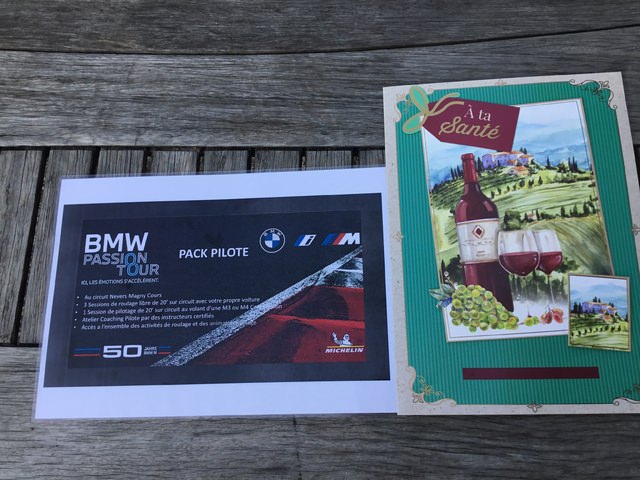 BMW
PASSION
TOUR
ICI, LES ÉMOTIONS S'ACCÉLÈRENT.
PACK PILOTE
BMW
M
• Au circuit Nevers Magny Cours
• 3 Sessions de roulage libre de 20' sur circuit avec votre propre voiture
• 1 Session de pilotage de 20' sur circuit au volant d'une M3 ou M4
• Atelier Coaching Pilote par des instructeurs certifiés
• Accès a l'ensemble des activités de roulage et des
50 JAHRE
MICHELIN
À ta
Santé